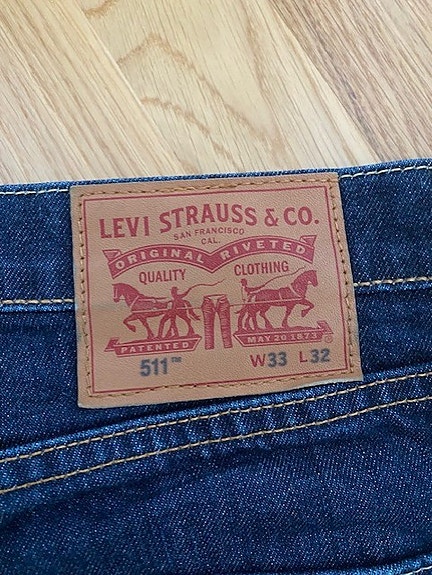 LEVI STRAUSS & CO.
SAN FRANCISCO
CAL.
ORIGINAL RIVETED
QUALITY CLOTHING
PATENTED MAY 20 1873
®
511™ W33 L32